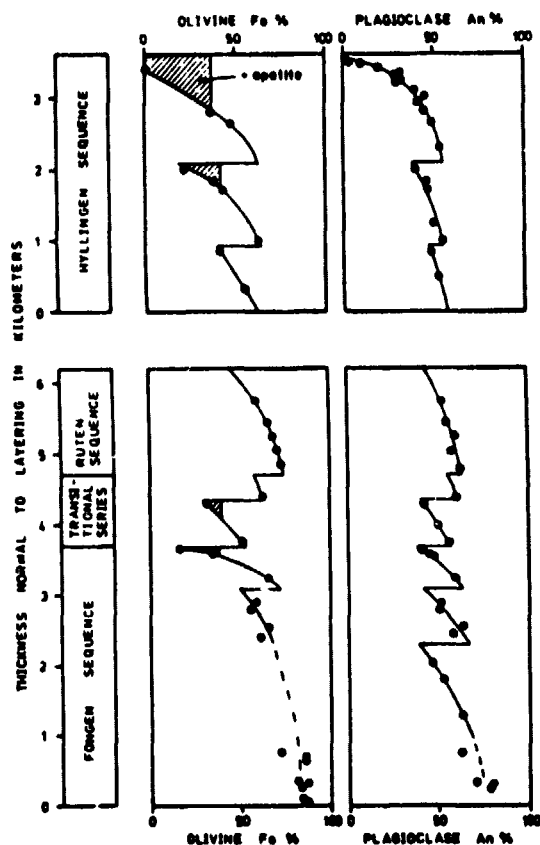 OLIVINE Fo %
PLAGIOCLASE An %
0 50 100
0 50 100
+ apatite
HYLLINGEN SEQUENCE
3
2
1
0
THICKNESS NORMAL TO LAYERING IN KILOMETERS
6
5
4
3
2
1
0
RUTEN SEQUENCE
TRANSI-
TIONAL
SERIES
FONGEN SEQUENCE
0 50 100
0 50 100
OLIVINE Fo %
PLAGIOCLASE An %